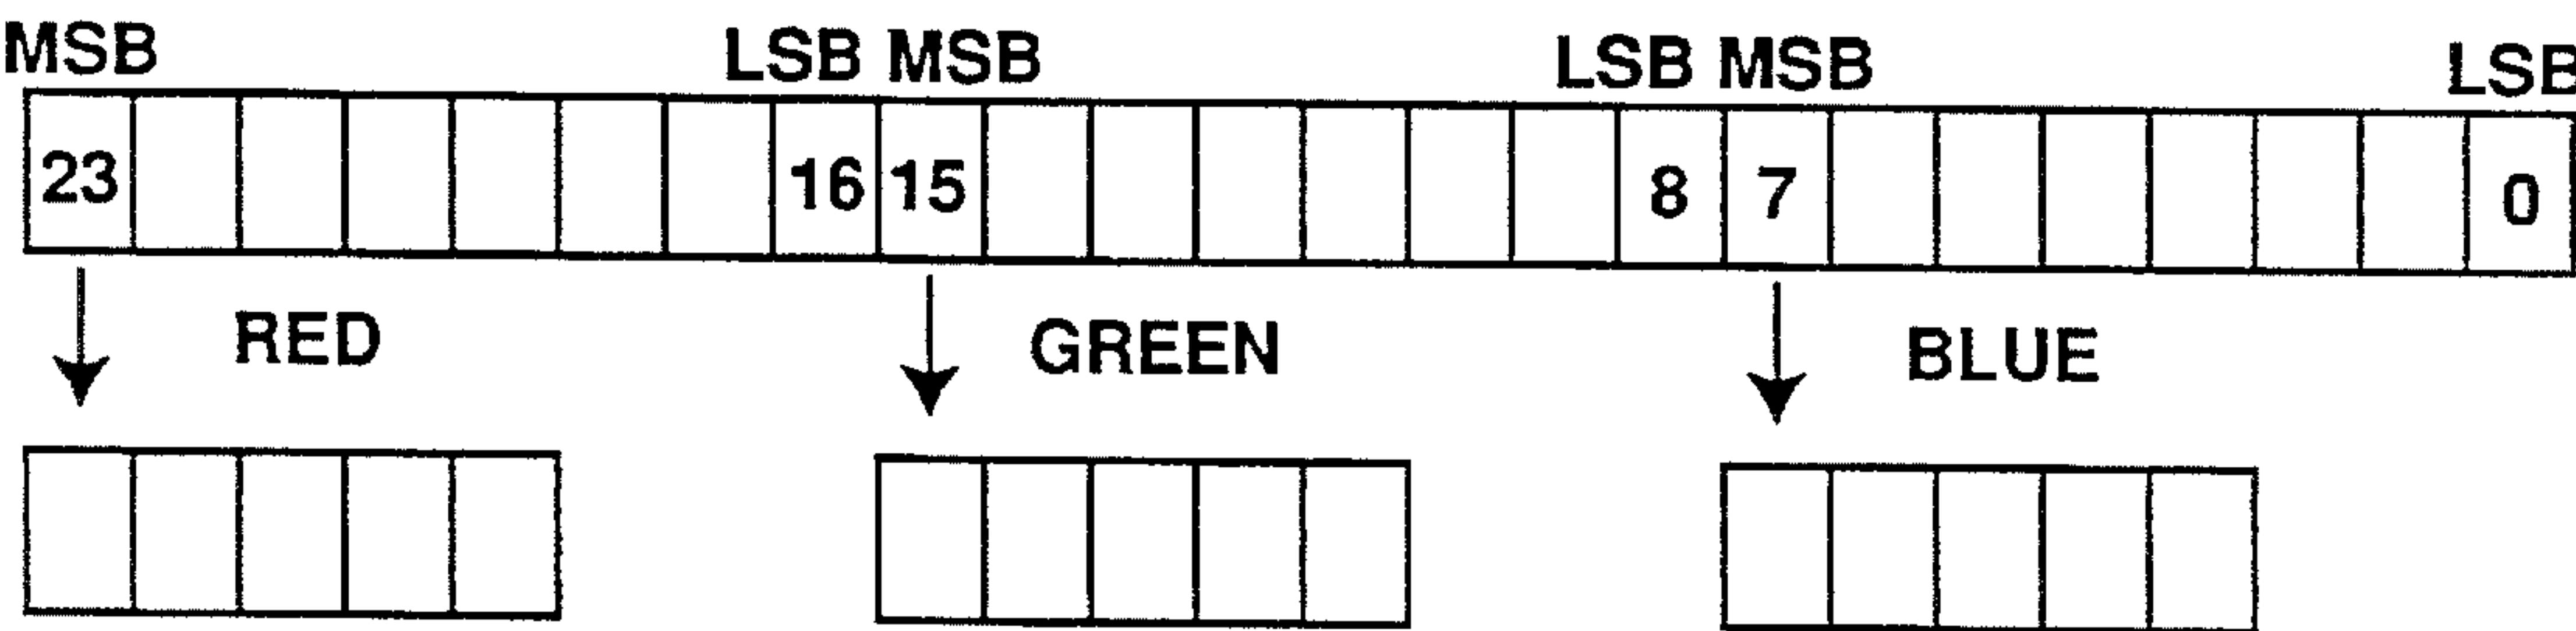 MSB LSB MSB LSB MSB LSB
23 16 15 8 7 0
RED GREEN BLUE